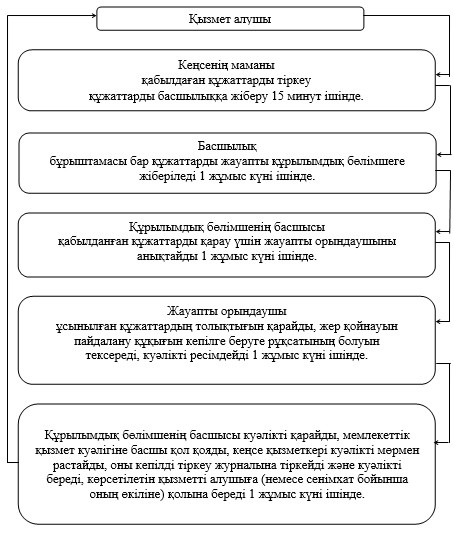 Қызмет алушы
Кеңсенің маманы
қабылдаған құжаттарды тіркеу
құжаттарды басшылыққа жіберу 15 минут ішінде.
Басшылық
бұрыштамасы бар құжаттарды жауапты құрылымдық бөлімшеге
жіберіледі 1 жұмыс күні ішінде.
Құрылымдық бөлімшенің басшысы
қабылданған құжаттарды қарау үшін жауапты орындаушыны
анықтайды 1 жұмыс күні ішінде.
Жауапты орындаушы
ұсынылған құжаттардың толықтығын қарайды, жер қойнауын
пайдалану құқығын кепілге беруге рұқсатының болуын
тексереді, куәлікті ресімдейді 1 жұмыс күні ішінде.
Құрылымдық бөлімшенің басшысы куәлікті қарайды, мемлекеттік
қызмет куәлігіне басшы қол қояды, кеңсе қызметкері куәлікті мөрмен
растайды, оны кепілді тіркеу журналына тіркейді және куәлікті
береді, көрсетілетін қызметті алушыға (немесе сенімхат бойынша
оның өкіліне) қолына береді 1 жұмыс күні ішінде.